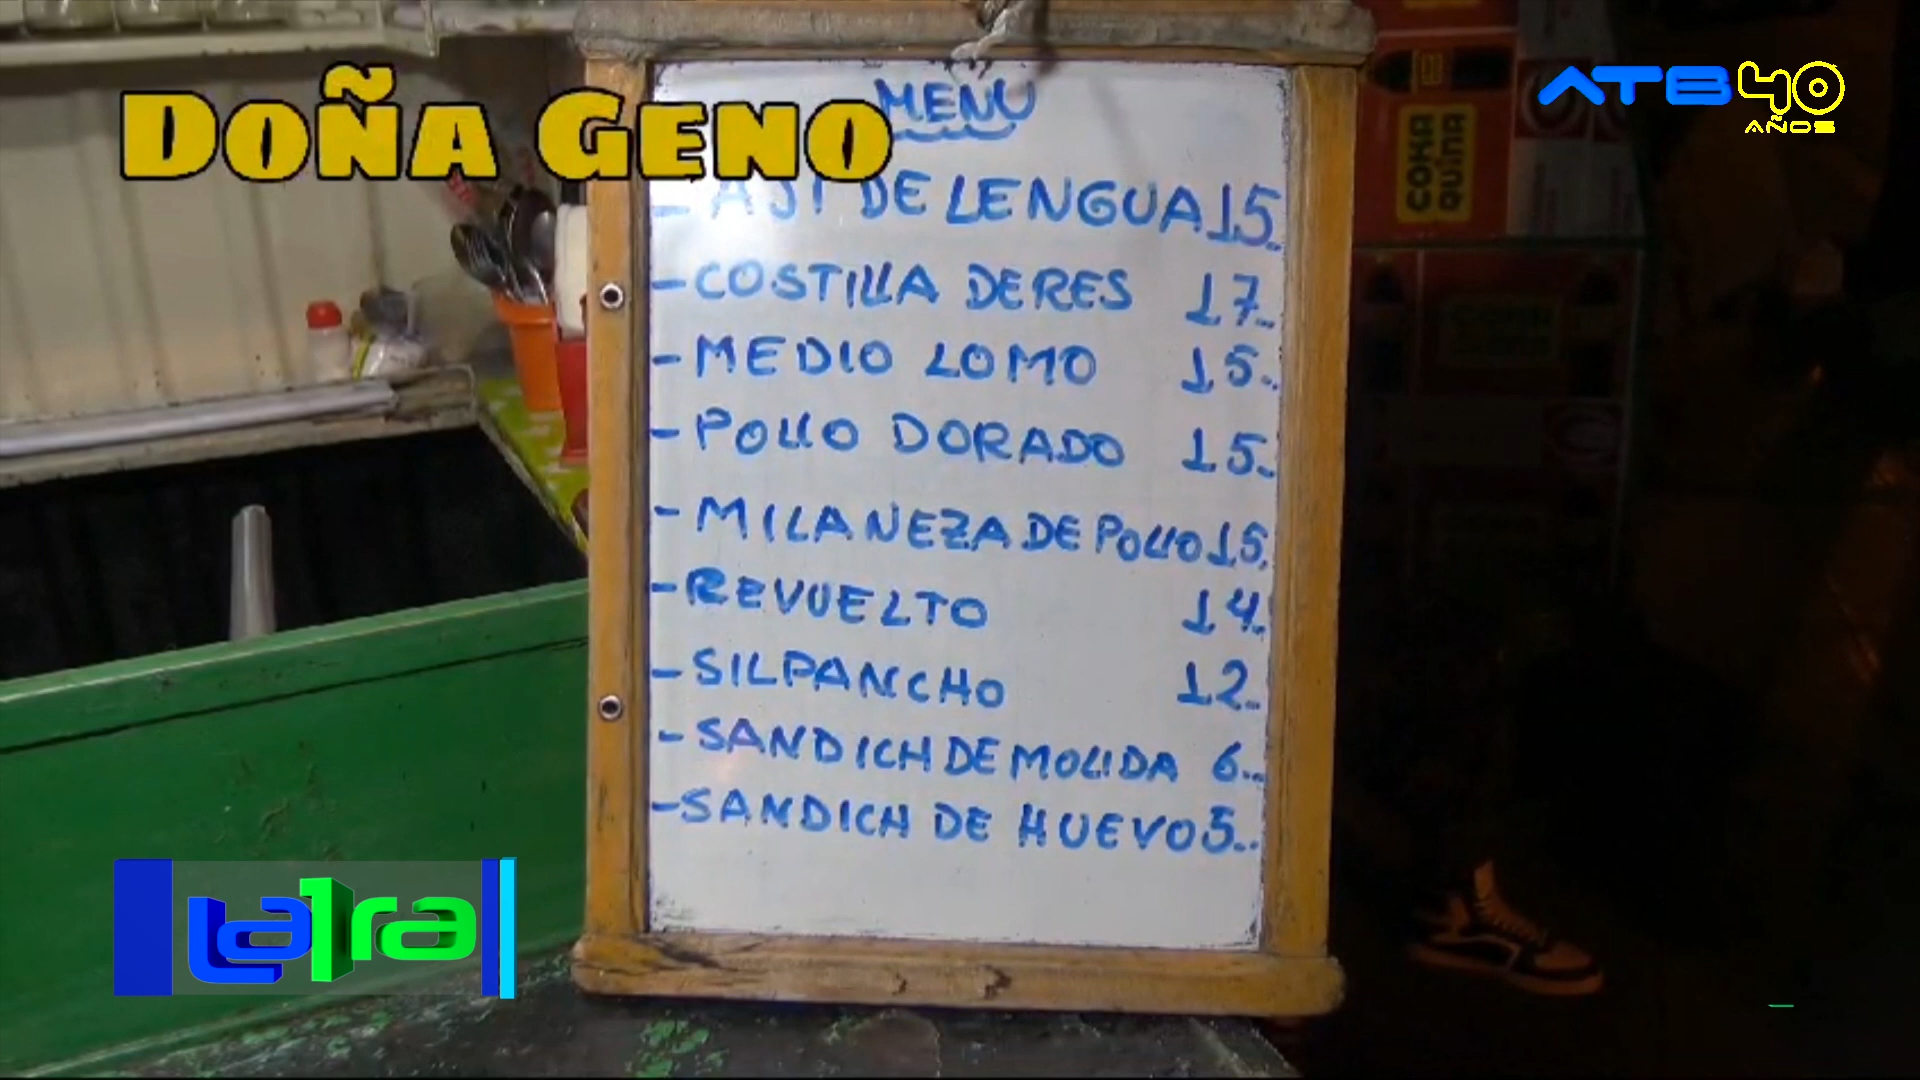 DOÑA GENO
MENU
ATB 40
AÑOS
- AJI DE LENGUA 15..
- COSTILLA DE RES 17..
- MEDIO LOMO 15..
- POLLO DORADO 15..
- MILANEZA DE POLLO 15.
- REVUELTO 14.
- SILPANCHO 12..
- SANDICH DE MOLIDA 6..
- SANDICH DE HUEVO 5..
COKA
QUINA
La1ra